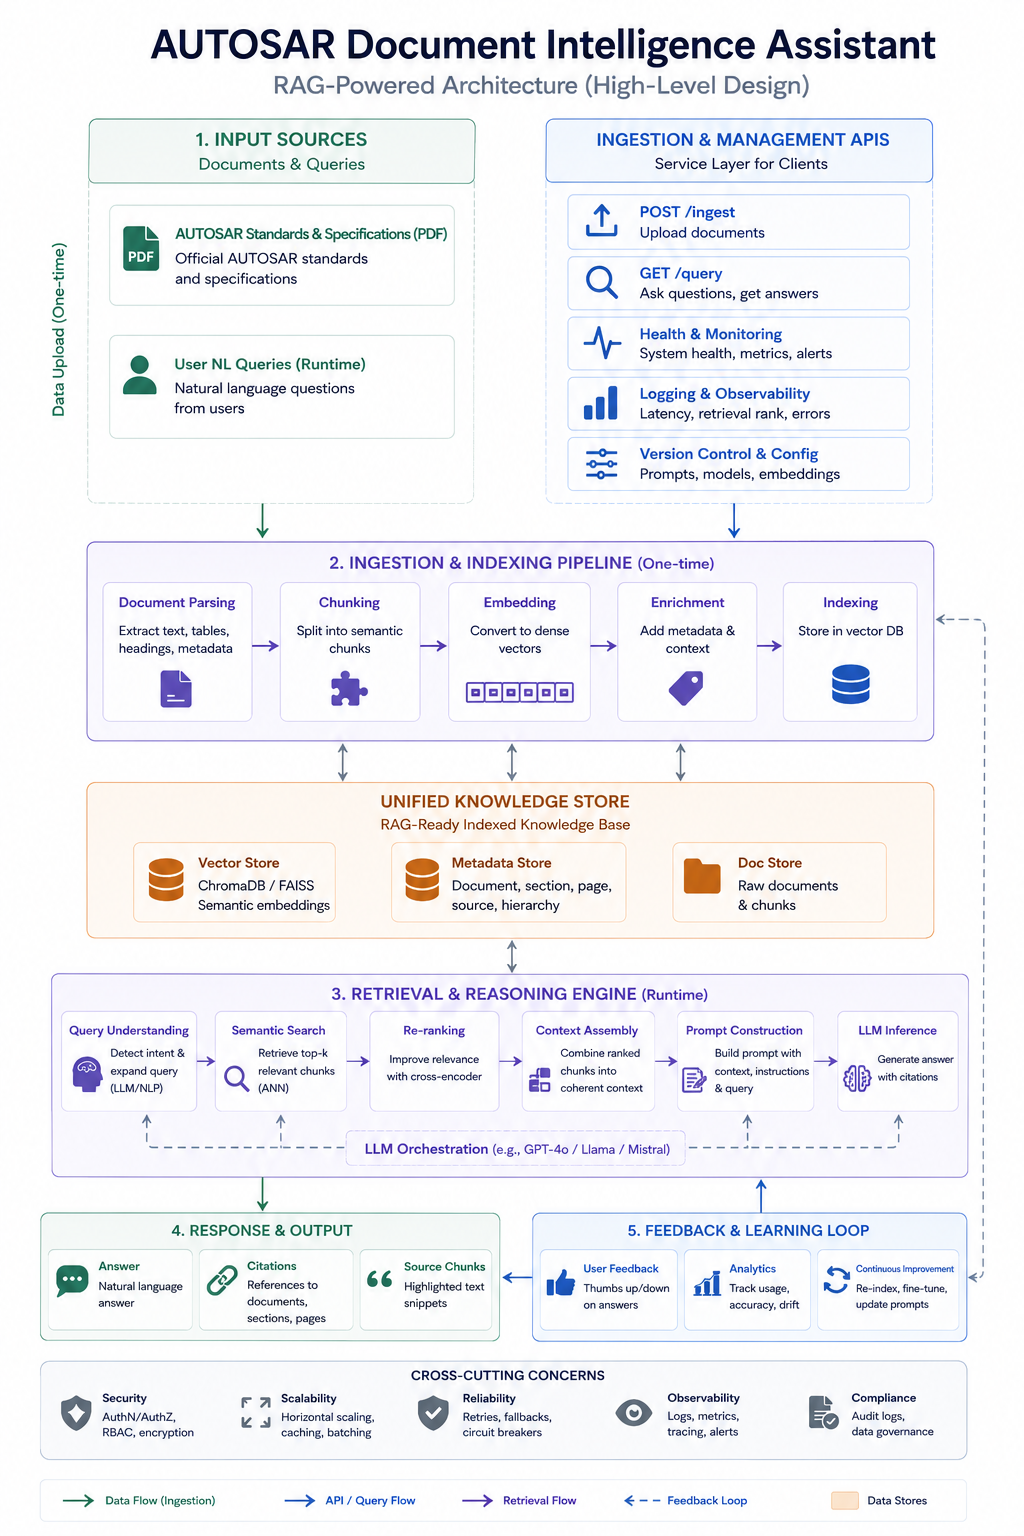 AUTOSAR Document Intelligence Assistant
RAG-Powered Architecture (High-Level Design)
1. INPUT SOURCES
Documents & Queries
Data Upload (One-time)
PDF
AUTOSAR Standards & Specifications (PDF)
Official AUTOSAR standards
and specifications
User NL Queries (Runtime)
Natural language questions
from users
INGESTION & MANAGEMENT APIS
Service Layer for Clients
POST /ingest
Upload documents
GET /query
Ask questions, get answers
Health & Monitoring
System health, metrics, alerts
Logging & Observability
Latency, retrieval rank, errors
Version Control & Config
Prompts, models, embeddings
2. INGESTION & INDEXING PIPELINE (One-time)
Document Parsing
Extract text, tables,
headings, metadata
Chunking
Split into semantic
chunks
Embedding
Convert to dense
vectors
Enrichment
Add metadata &
context
Indexing
Store in vector DB
UNIFIED KNOWLEDGE STORE
RAG-Ready Indexed Knowledge Base
Vector Store
ChromaDB / FAISS
Semantic embeddings
Metadata Store
Document, section, page,
source, hierarchy
Doc Store
Raw documents
& chunks
3. RETRIEVAL & REASONING ENGINE (Runtime)
Query Understanding
Detect intent &
expand query
(LLM/NLP)
Semantic Search
Retrieve top-k
relevant chunks
(ANN)
Re-ranking
Improve relevance
with cross-encoder
Context Assembly
Combine ranked
chunks into
coherent context
Prompt Construction
Build prompt with
context, instructions
& query
LLM Inference
Generate answer
with citations
LLM Orchestration (e.g., GPT-4o / Llama / Mistral)
4. RESPONSE & OUTPUT
Answer
Natural language
answer
Citations
References to
documents,
sections, pages
Source Chunks
Highlighted text
snippets
5. FEEDBACK & LEARNING LOOP
User Feedback
Thumbs up/down
on answers
Analytics
Track usage,
accuracy, drift
Continuous Improvement
Re-index, fine-tune,
update prompts
CROSS-CUTTING CONCERNS
Security
AuthN/AuthZ,
RBAC, encryption
Scalability
Horizontal scaling,
caching, batching
Reliability
Retries, fallbacks,
circuit breakers
Observability
Logs, metrics,
tracing, alerts
Compliance
Audit logs,
data governance
Data Flow (Ingestion)
API / Query Flow
Retrieval Flow
Feedback Loop
Data Stores